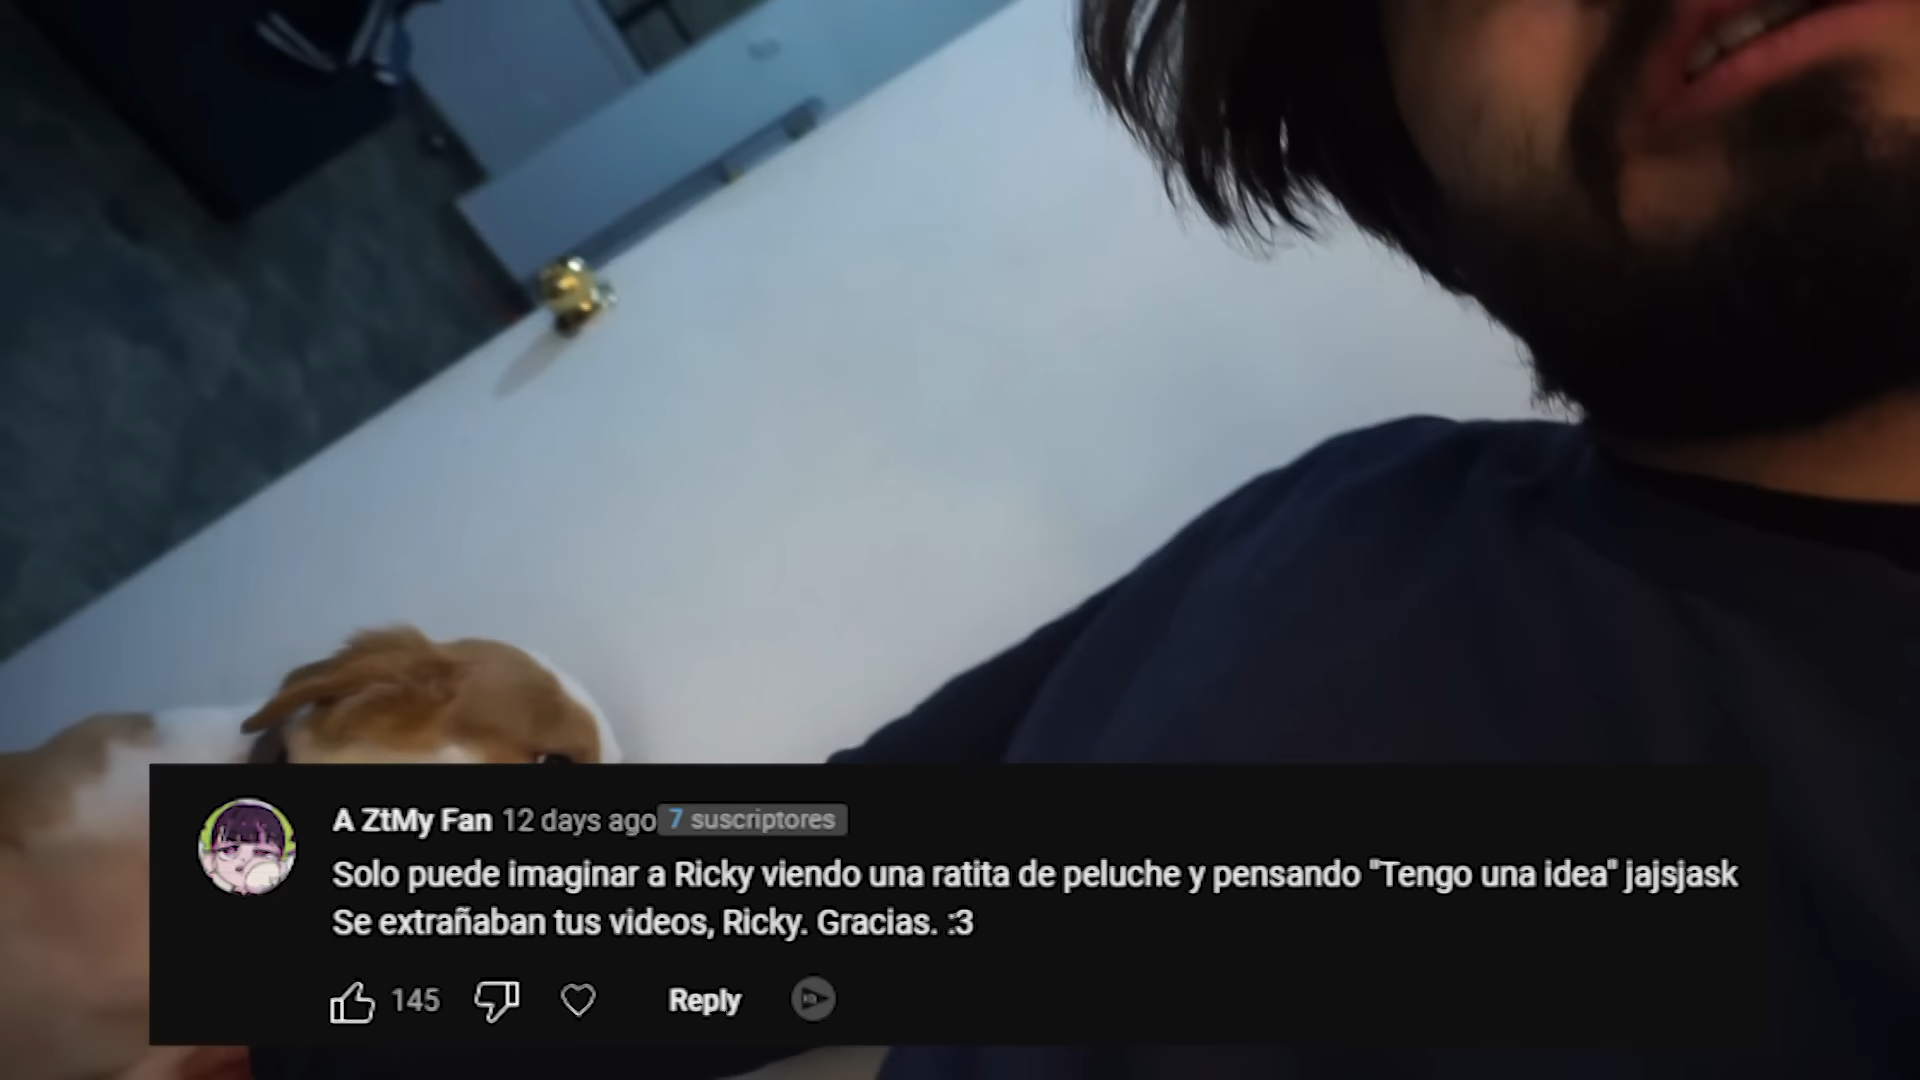 A ZtMy Fan 12 days ago 7 suscriptores
Solo puede imaginar a Ricky viendo una ratita de peluche y pensando "Tengo una idea" jajsjask
Se extrañaban tus videos, Ricky. Gracias. :3
145 Reply